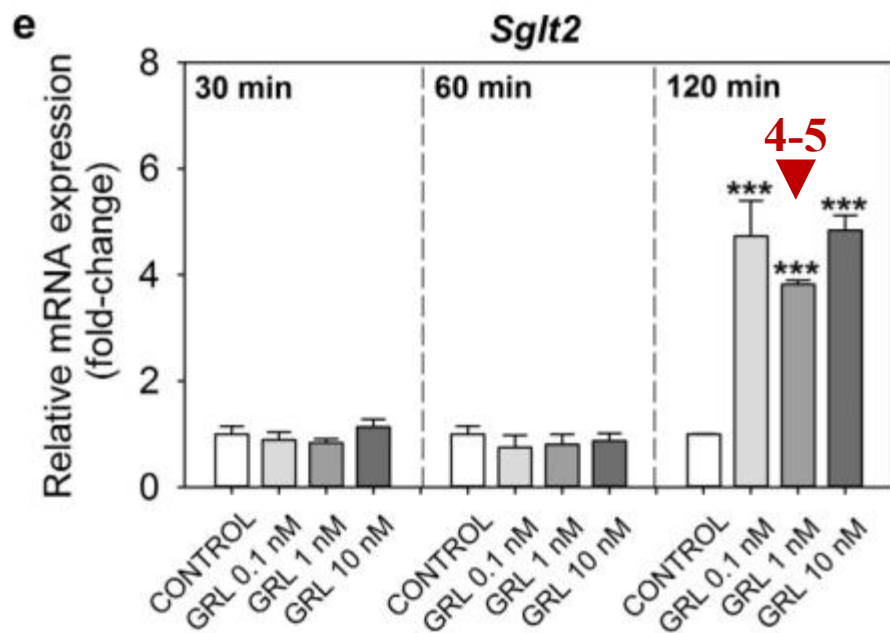 e
Sglt2
Relative mRNA expression
(fold-change)
8
6
4
2
0
30 min
60 min
120 min
4-5
***
***
***
CONTROL
GRL 0.1 nM
GRL 1 nM
GRL 10 nM
CONTROL
GRL 0.1 nM
GRL 1 nM
GRL 10 nM
CONTROL
GRL 0.1 nM
GRL 1 nM
GRL 10 nM